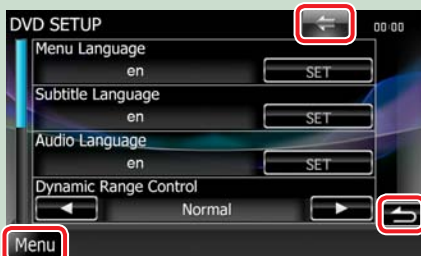 DVD SETUP
00:00
Menu Language
en
SET
Subtitle Language
en
SET
Audio Language
en
SET
Dynamic Range Control
Normal
Menu